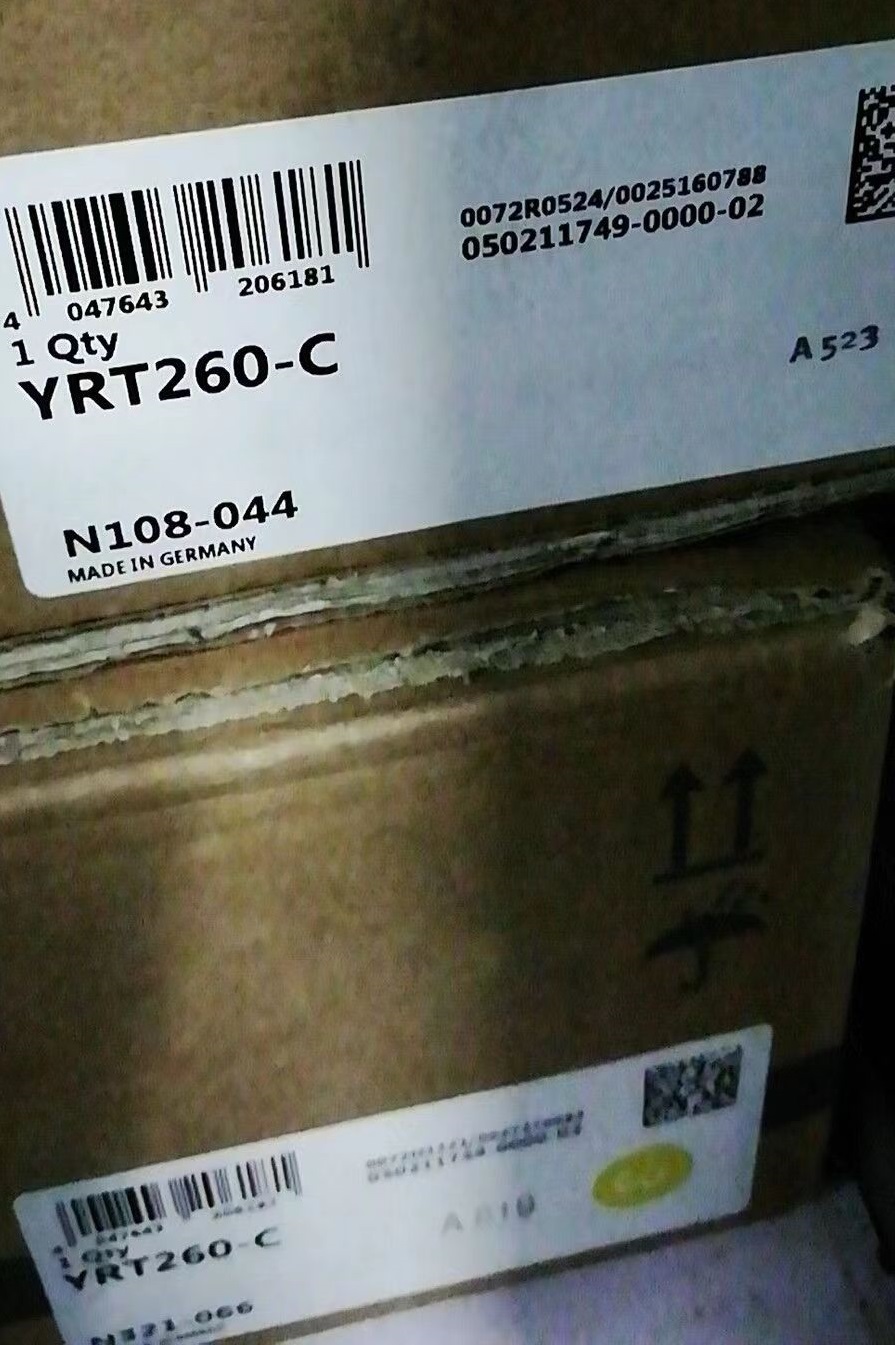 0072R0524/0025160788
050211749-0000-02
4 047643 206181
1 Qty
YRT260-C
A523
N108-044
MADE IN GERMANY
1 Qty
YRT260-C